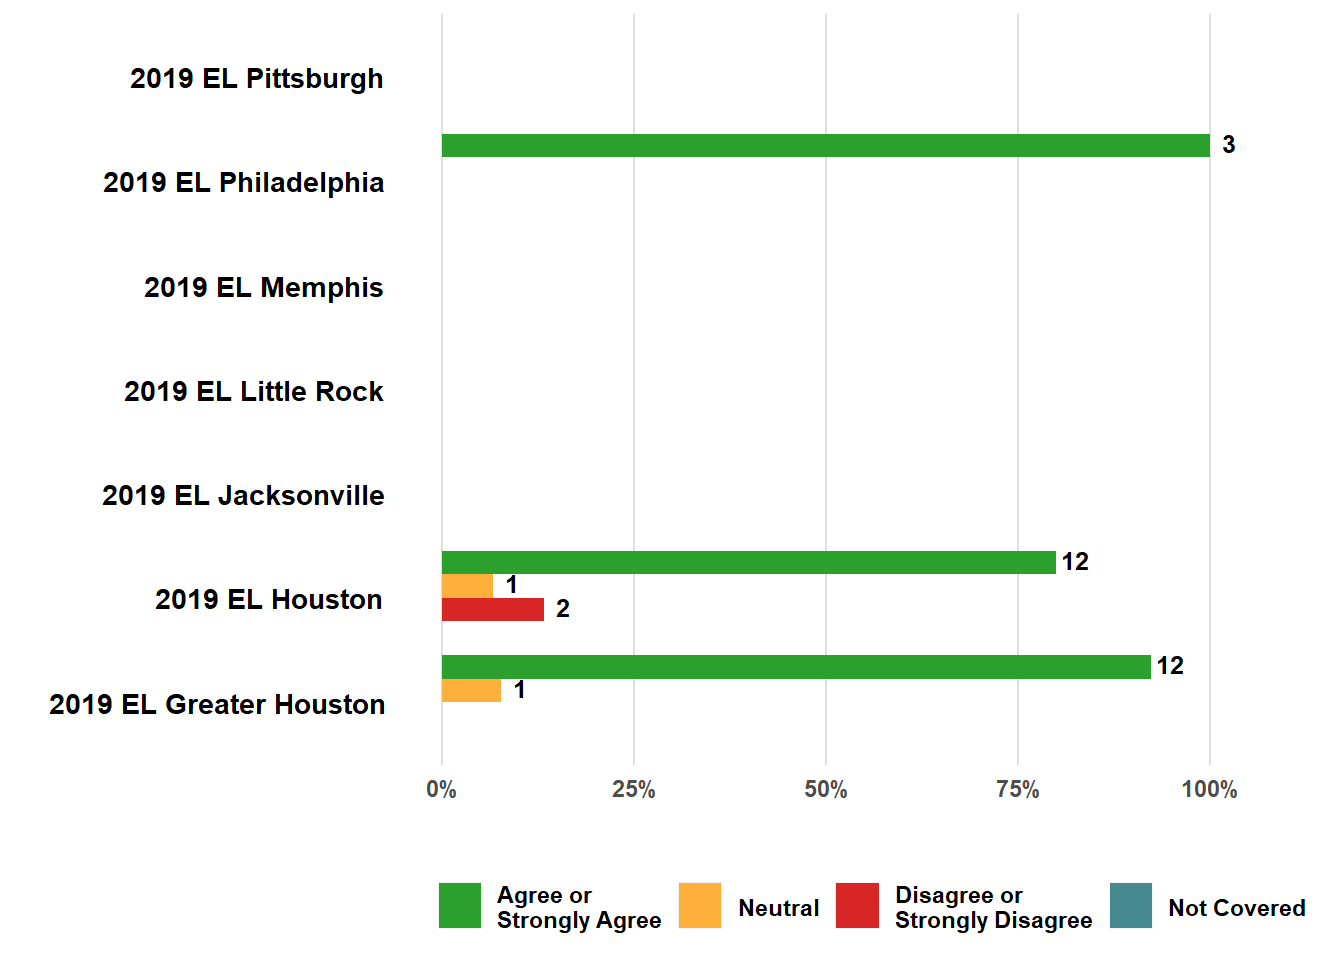 2019 EL Pittsburgh
3
2019 EL Philadelphia
2019 EL Memphis
2019 EL Little Rock
2019 EL Jacksonville
12
1
2019 EL Houston
2
12
1
2019 EL Greater Houston
0% 25% 50% 75% 100%
Agree or
Strongly Agree
Neutral
Disagree or
Strongly Disagree
Not Covered